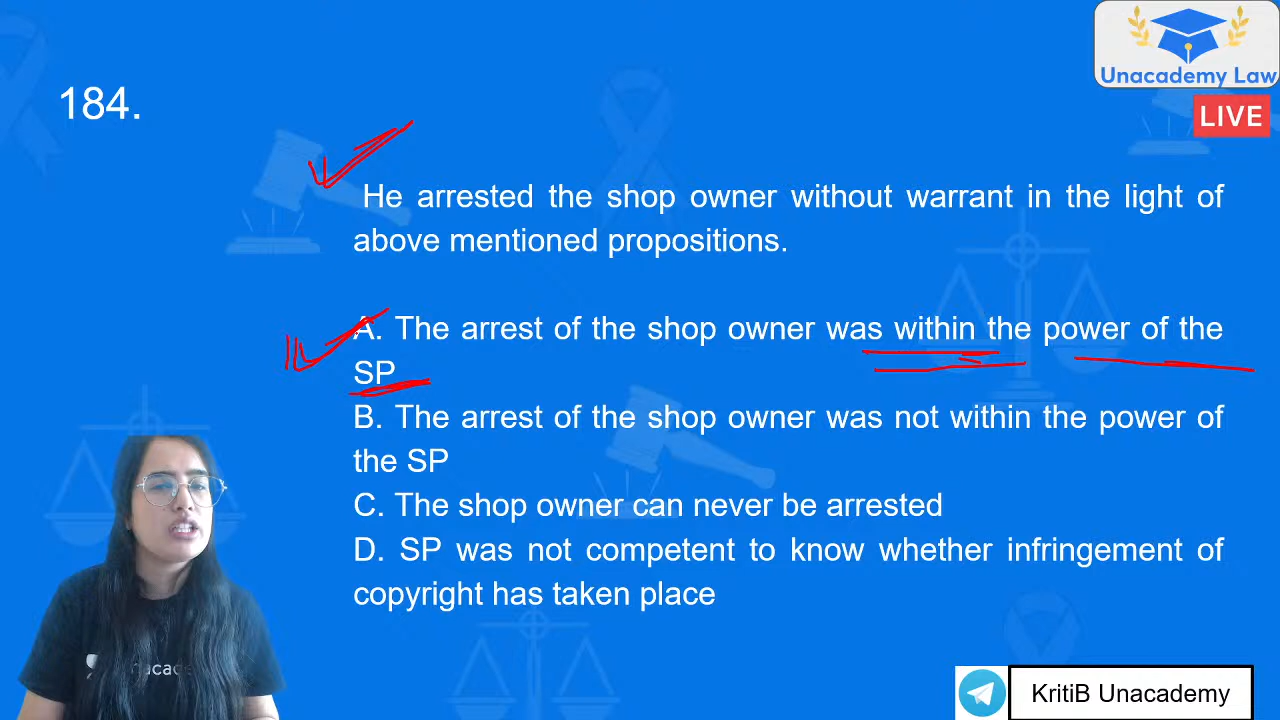 Unacademy Law
LIVE
184.
He arrested the shop owner without warrant in the light of
above mentioned propositions.
A. The arrest of the shop owner was within the power of the
SP
B. The arrest of the shop owner was not within the power of
the SP
C. The shop owner can never be arrested
D. SP was not competent to know whether infringement of
copyright has taken place
KritiB Unacademy